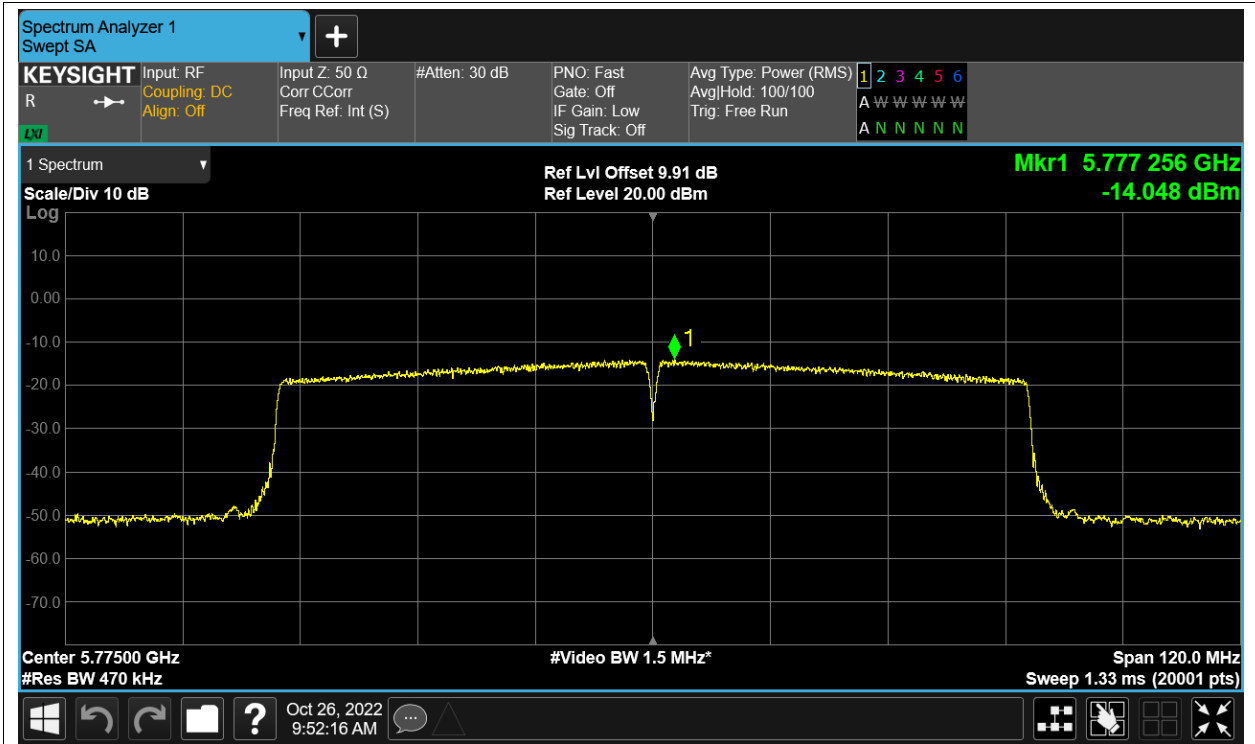 Spectrum Analyzer 1
Swept SA
KEYSIGHT
R
LXI
Input: RF
Coupling: DC
Align: Off
Input Z: 50 Ω
Corr CCorr
Freq Ref: Int (S)
#Atten: 30 dB
PNO: Fast
Gate: Off
IF Gain: Low
Sig Track: Off
Avg Type: Power (RMS)
Avg|Hold: 100/100
Trig: Free Run
1 2 3 4 5 6
A W W W W W
A N N N N N
1 Spectrum
Scale/Div 10 dB
Log
Ref Lvl Offset 9.91 dB
Ref Level 20.00 dBm
Mkr1 5.777 256 GHz
-14.048 dBm
10.0
0.00
-10.0
-20.0
-30.0
-40.0
-50.0
-60.0
-70.0
1
Center 5.77500 GHz
#Res BW 470 kHz
#Video BW 1.5 MHz*
Span 120.0 MHz
Sweep 1.33 ms (20001 pts)
?
Oct 26, 2022
9:52:16 AM